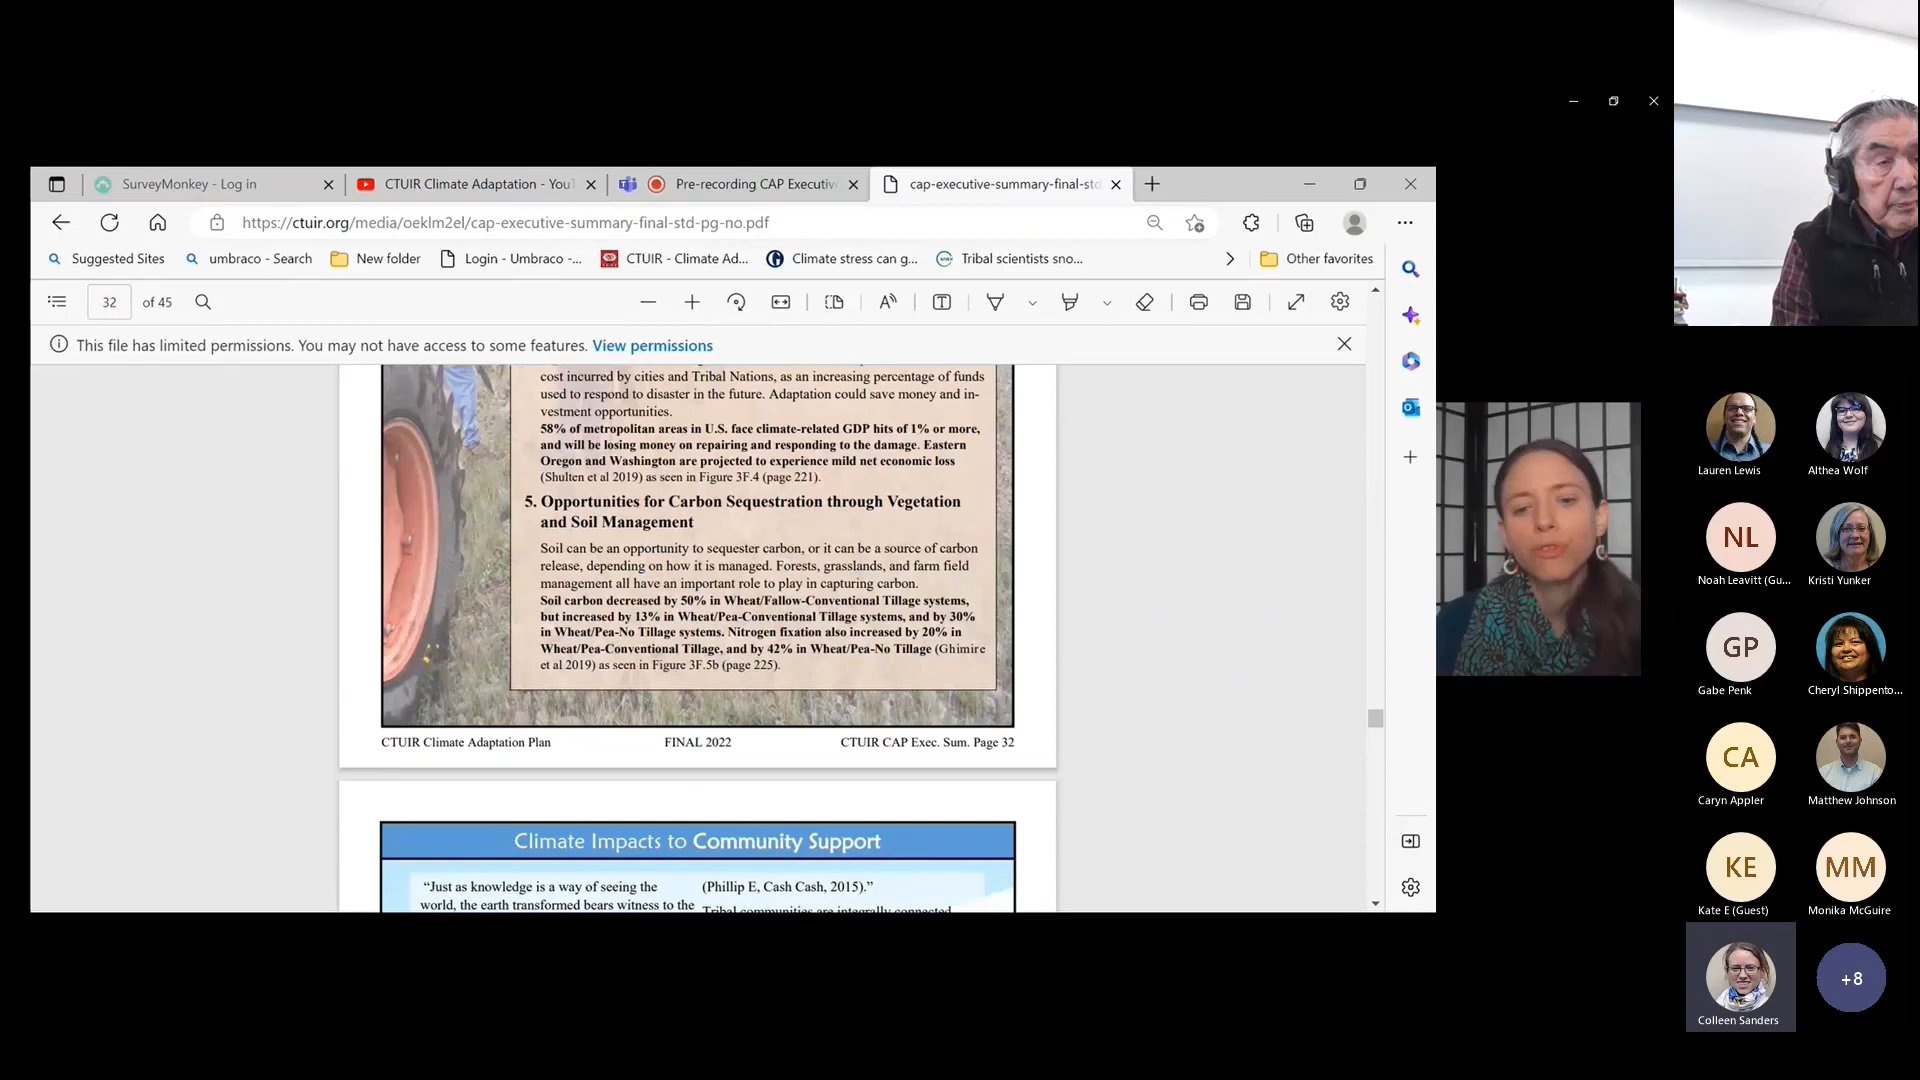 SurveyMonkey - Log in
CTUIR Climate Adaptation - YouT
Pre-recording CAP Executiv
cap-executive-summary-final-std
https://ctuir.org/media/oeklm2el/cap-executive-summary-final-std-pg-no.pdf
Suggested Sites
umbraco - Search
New folder
Login - Umbraco -...
CTUIR - Climate Ad...
Climate stress can g...
Tribal scientists sno...
Other favorites
32 of 45
This file has limited permissions. You may not have access to some features. View permissions
cost incurred by cities and Tribal Nations, as an increasing percentage of funds
used to respond to disaster in the future. Adaptation could save money and in-
vestment opportunities.
58% of metropolitan areas in U.S. face climate-related GDP hits of 1% or more,
and will be losing money on repairing and responding to the damage. Eastern
Oregon and Washington are projected to experience mild net economic loss
(Shulten et al 2019) as seen in Figure 3F.4 (page 221).
5. Opportunities for Carbon Sequestration through Vegetation
and Soil Management
Soil can be an opportunity to sequester carbon, or it can be a source of carbon
release, depending on how it is managed. Forests, grasslands, and farm field
management all have an important role to play in capturing carbon.
Soil carbon decreased by 50% in Wheat/Fallow-Conventional Tillage systems,
but increased by 13% in Wheat/Pea-Conventional Tillage systems, and by 30%
in Wheat/Pea-No Tillage systems. Nitrogen fixation also increased by 20% in
Wheat/Pea-Conventional Tillage, and by 42% in Wheat/Pea-No Tillage (Ghimire
et al 2019) as seen in Figure 3F.5b (page 225).
CTUIR Climate Adaptation Plan
FINAL 2022
CTUIR CAP Exec. Sum. Page 32
Climate Impacts to Community Support
“Just as knowledge is a way of seeing the
world, the earth transformed bears witness to the
(Phillip E, Cash Cash, 2015).”
Tribal communities are integrally connected
Lauren Lewis
Althea Wolf
NL
Noah Leavitt (Gu...
Kristi Yunker
GP
Gabe Penk
Cheryl Shippento...
CA
Caryn Appler
Matthew Johnson
KE
Kate E (Guest)
MM
Monika McGuire
Colleen Sanders
+8